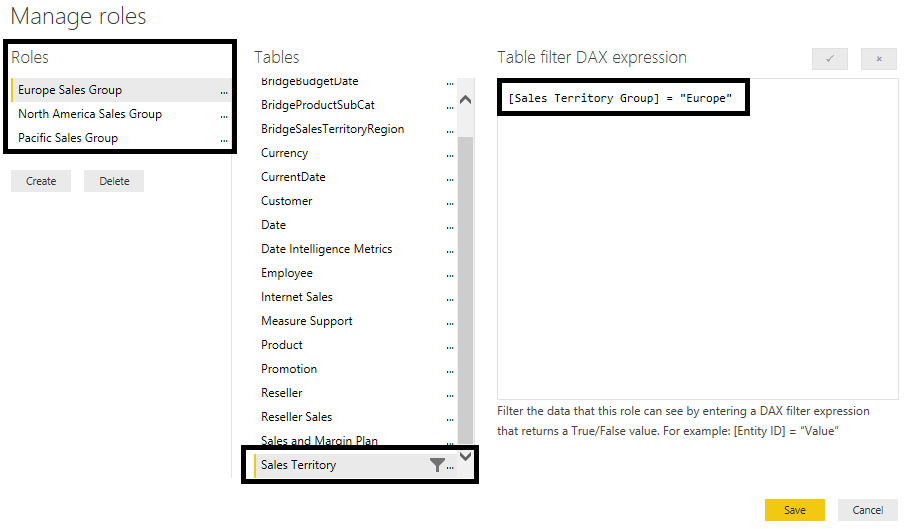 Manage roles
Roles
Europe Sales Group ...
North America Sales Group ...
Pacific Sales Group ...
Create
Delete
Tables
BridgeBudgetDate ...
BridgeProductSubCat ...
BridgeSalesTerritoryRegion ...
Currency ...
CurrentDate ...
Customer ...
Date ...
Date Intelligence Metrics ...
Employee ...
Internet Sales ...
Measure Support ...
Product ...
Promotion ...
Reseller ...
Reseller Sales ...
Sales and Margin Plan ...
Sales Territory ...
Table filter DAX expression
[Sales Territory Group] = "Europe"
Filter the data that this role can see by entering a DAX filter expression
that returns a True/False value. For example: [Entity ID] = “Value”
Save
Cancel